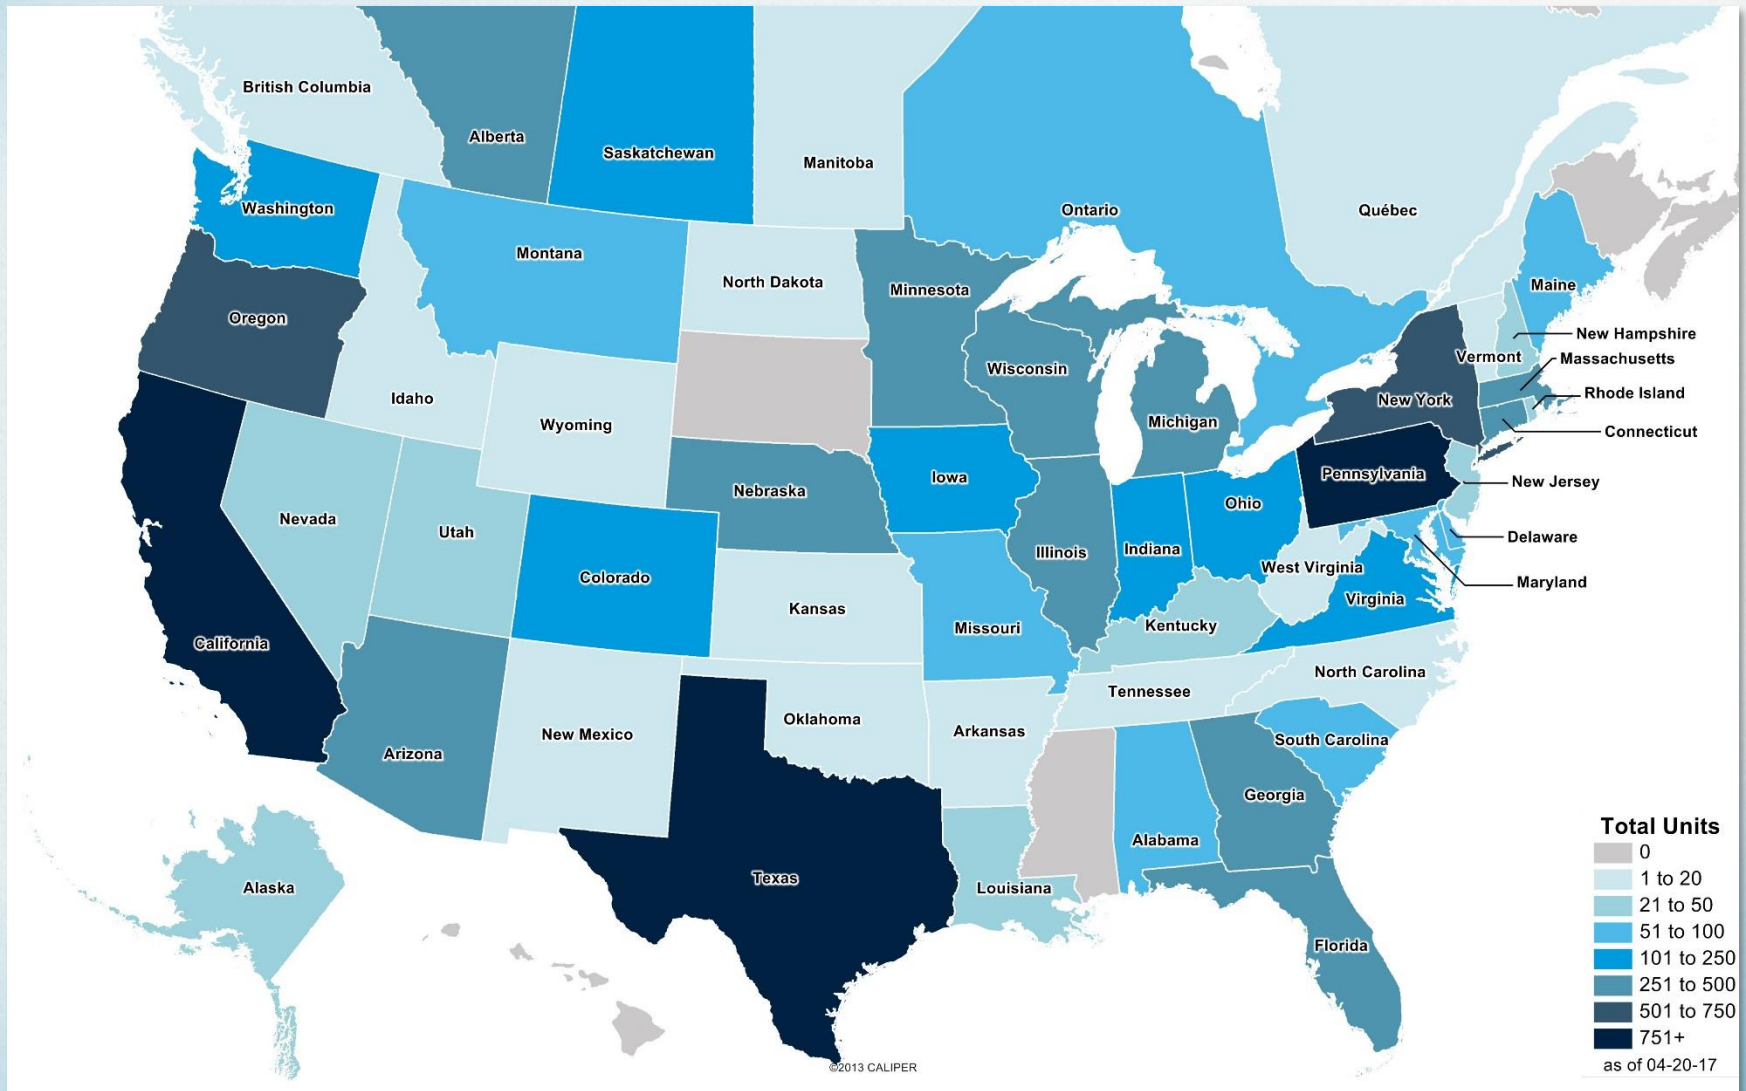 British Columbia
Alberta
Saskatchewan
Manitoba
Ontario
Québec
Washington
Montana
North Dakota
Minnesota
Maine
Oregon
New Hampshire
Vermont
Massachusetts
Wisconsin
Rhode Island
Idaho
New York
Wyoming
Michigan
Connecticut
Pennsylvania
Iowa
New Jersey
Nebraska
Ohio
Nevada
Utah
Delaware
Illinois
Indiana
West Virginia
Colorado
Maryland
Virginia
Kansas
Kentucky
Missouri
California
North Carolina
Tennessee
Oklahoma
Arkansas
New Mexico
South Carolina
Arizona
Georgia
Alabama
Texas
Alaska
Louisiana
Florida
Total Units
0
1 to 20
21 to 50
51 to 100
101 to 250
251 to 500
501 to 750
751+
as of 04-20-17
©2013 CALIPER